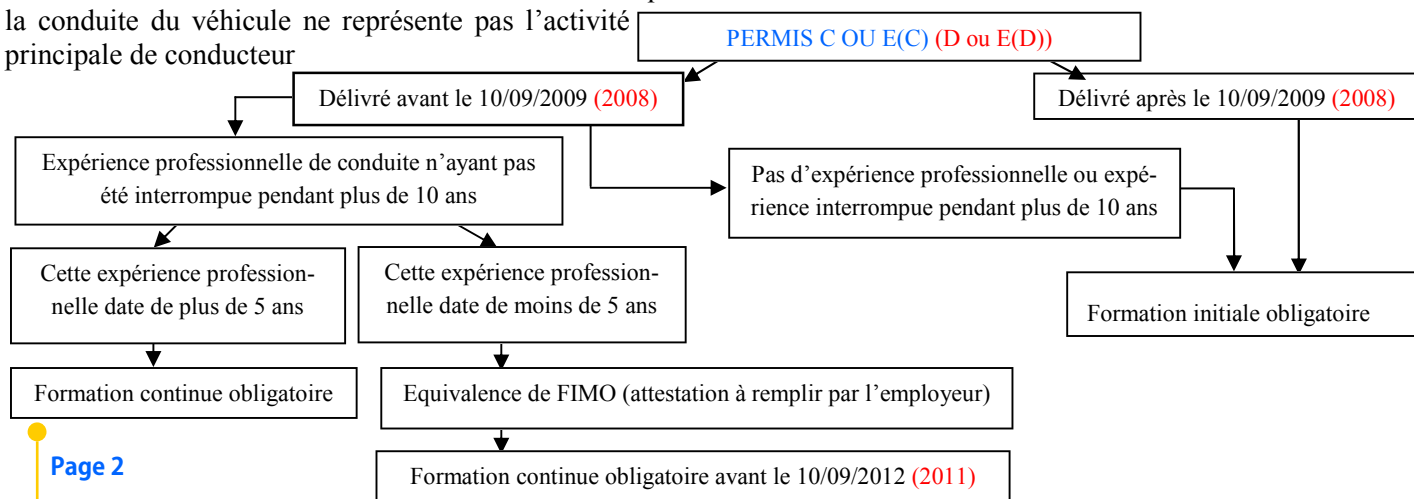 la conduite du véhicule ne représente pas l’activité
principale de conducteur
PERMIS C OU E(C) (D ou E(D))
Délivré avant le 10/09/2009 (2008)
Délivré après le 10/09/2009 (2008)
Expérience professionnelle de conduite n’ayant pas
été interrompue pendant plus de 10 ans
Pas d’expérience professionnelle ou expé-
rience interrompue pendant plus de 10 ans
Cette expérience profession-
nelle date de plus de 5 ans
Cette expérience profession-
nelle date de moins de 5 ans
Formation initiale obligatoire
Formation continue obligatoire
Equivalence de FIMO (attestation à remplir par l’employeur)
Formation continue obligatoire avant le 10/09/2012 (2011)
Page 2